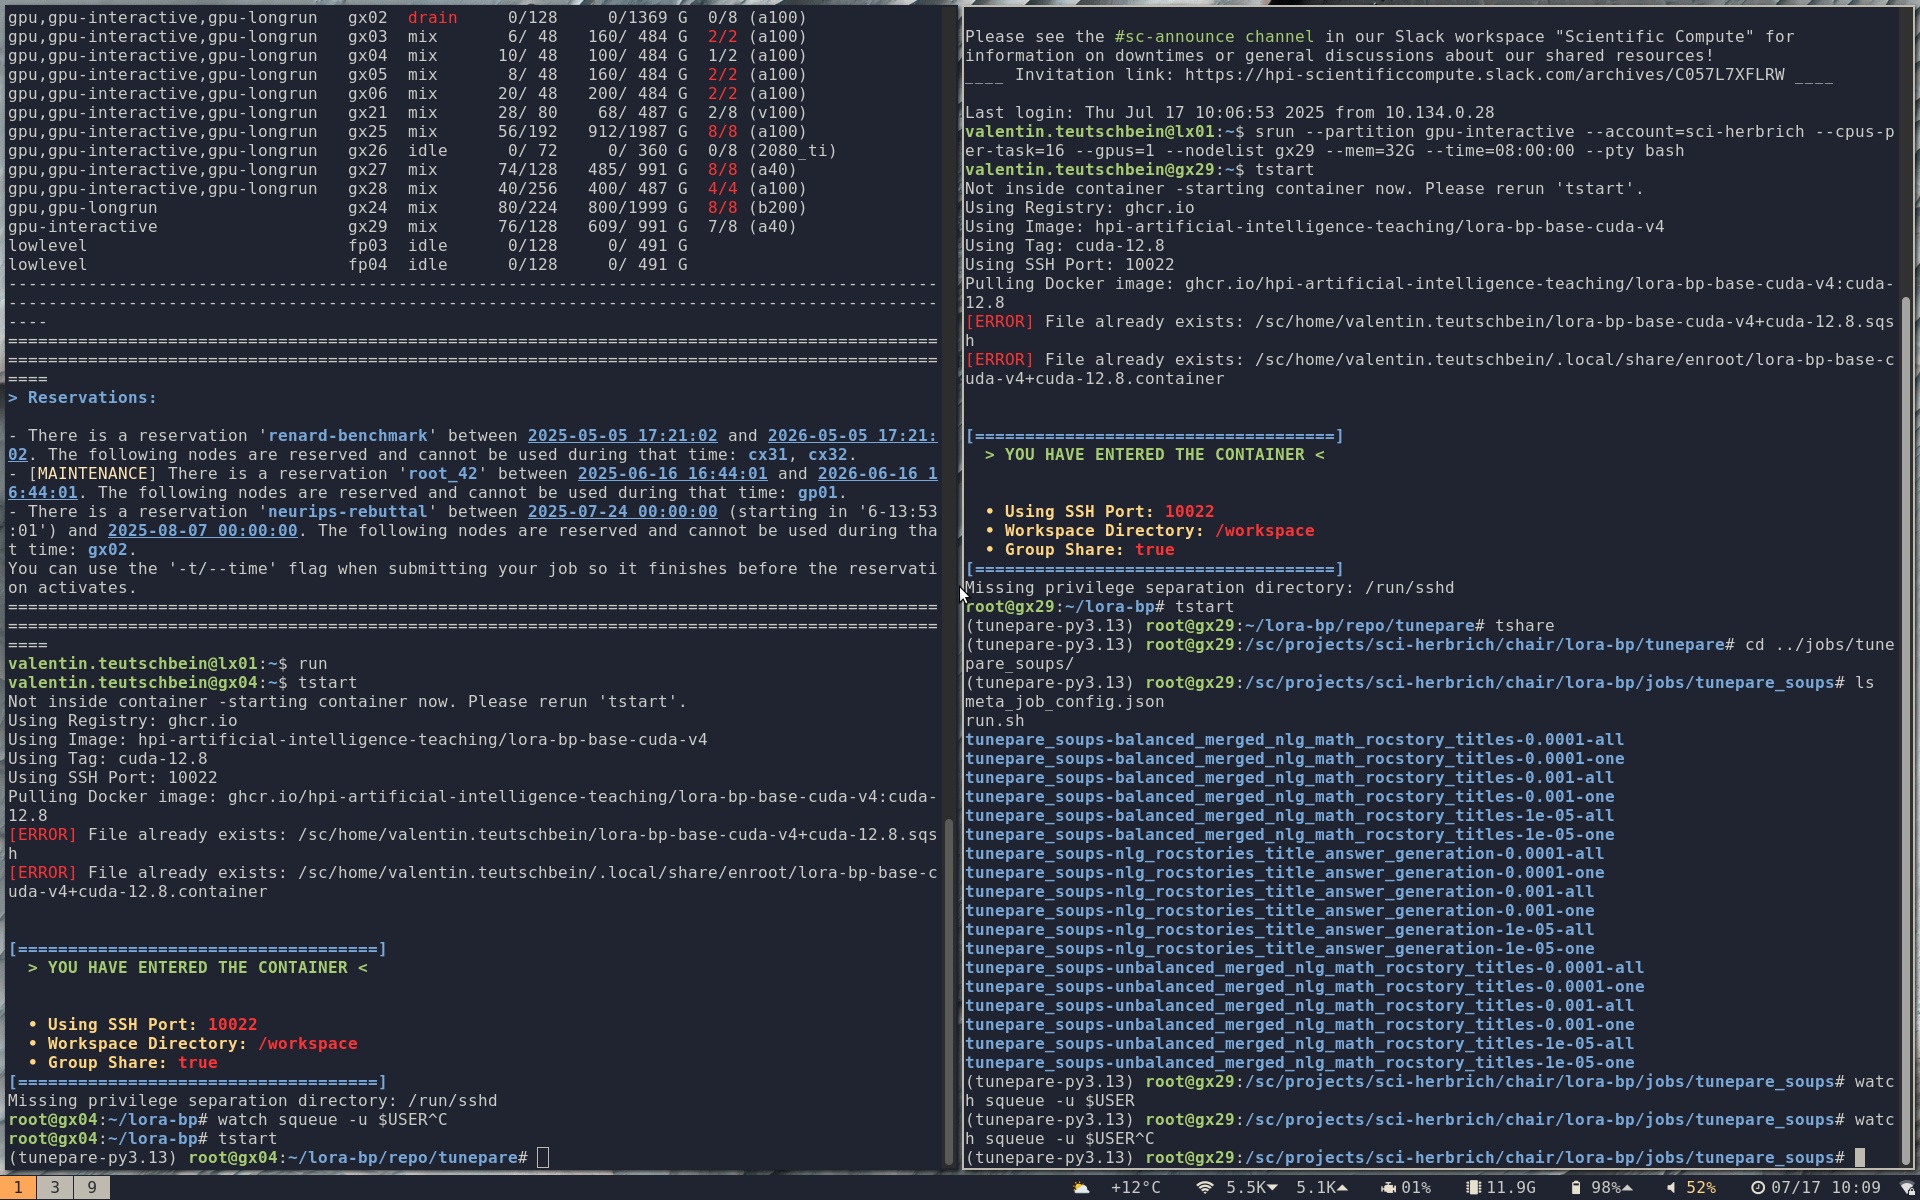 gpu,gpu-interactive,gpu-longrun   gx02  drain     0/128     0/1369 G  0/8 (a100)
gpu,gpu-interactive,gpu-longrun   gx03  mix       6/ 48   160/ 484 G  2/2 (a100)
gpu,gpu-interactive,gpu-longrun   gx04  mix      10/ 48   100/ 484 G  1/2 (a100)
gpu,gpu-interactive,gpu-longrun   gx05  mix       8/ 48   160/ 484 G  2/2 (a100)
gpu,gpu-interactive,gpu-longrun   gx06  mix      20/ 48   200/ 484 G  2/2 (a100)
gpu,gpu-interactive,gpu-longrun   gx21  mix      28/ 80    68/ 487 G  2/8 (v100)
gpu,gpu-interactive,gpu-longrun   gx25  mix      56/192   912/1987 G  8/8 (a100)
gpu,gpu-interactive,gpu-longrun   gx26  idle      0/ 72     0/ 360 G  0/8 (2080_ti)
gpu,gpu-interactive,gpu-longrun   gx27  mix      74/128   485/ 991 G  8/8 (a40)
gpu,gpu-interactive,gpu-longrun   gx28  mix      40/256   400/ 487 G  4/4 (a100)
gpu,gpu-longrun                   gx24  mix      80/224   800/1999 G  8/8 (b200)
gpu-interactive                   gx29  mix      76/128   609/ 991 G  7/8 (a40)
lowlevel                          fp03  idle      0/128     0/ 491 G
lowlevel                          fp04  idle      0/128     0/ 491 G
---------------------------------------------------------------------------------------------
---------------------------------------------------------------------------------------------
----
=============================================================================================
=============================================================================================
====
> Reservations:
- There is a reservation 'renard-benchmark' between 2025-05-05 17:21:02 and 2026-05-05 17:21:
02. The following nodes are reserved and cannot be used during that time: cx31, cx32.
- [MAINTENANCE] There is a reservation 'root_42' between 2025-06-16 16:44:01 and 2026-06-16 1
6:44:01. The following nodes are reserved and cannot be used during that time: gp01.
- There is a reservation 'neurips-rebuttal' between 2025-07-24 00:00:00 (starting in '6-13:53
:01') and 2025-08-07 00:00:00. The following nodes are reserved and cannot be used during tha
t time: gx02.
You can use the '-t/--time' flag when submitting your job so it finishes before the reservati
on activates.
=============================================================================================
=============================================================================================
====
valentin.teutschbein@lx01:~$ run
valentin.teutschbein@gx04:~$ tstart
Not inside container -starting container now. Please rerun 'tstart'.
Using Registry: ghcr.io
Using Image: hpi-artificial-intelligence-teaching/lora-bp-base-cuda-v4
Using Tag: cuda-12.8
Using SSH Port: 10022
Pulling Docker image: ghcr.io/hpi-artificial-intelligence-teaching/lora-bp-base-cuda-v4:cuda-
12.8
[ERROR] File already exists: /sc/home/valentin.teutschbein/lora-bp-base-cuda-v4+cuda-12.8.sqs
h
[ERROR] File already exists: /sc/home/valentin.teutschbein/.local/share/enroot/lora-bp-base-c
uda-v4+cuda-12.8.container
[====================================]
> YOU HAVE ENTERED THE CONTAINER <
• Using SSH Port: 10022
• Workspace Directory: /workspace
• Group Share: true
[====================================]
Missing privilege separation directory: /run/sshd
root@gx04:~/lora-bp# watch squeue -u $USER^C
root@gx04:~/lora-bp# tstart
(tunepare-py3.13) root@gx04:~/lora-bp/repo/tunepare#
Please see the #sc-announce channel in our Slack workspace "Scientific Compute" for
information on downtimes or general discussions about our shared resources!
____ Invitation link: https://hpi-scientificcompute.slack.com/archives/C057L7XFLRW ____
Last login: Thu Jul 17 10:06:53 2025 from 10.134.0.28
valentin.teutschbein@lx01:~$ srun --partition gpu-interactive --account=sci-herbrich --cpus-p
er-task=16 --gpus=1 --nodelist gx29 --mem=32G --time=08:00:00 --pty bash
valentin.teutschbein@gx29:~$ tstart
Not inside container -starting container now. Please rerun 'tstart'.
Using Registry: ghcr.io
Using Image: hpi-artificial-intelligence-teaching/lora-bp-base-cuda-v4
Using Tag: cuda-12.8
Using SSH Port: 10022
Pulling Docker image: ghcr.io/hpi-artificial-intelligence-teaching/lora-bp-base-cuda-v4:cuda-
12.8
[ERROR] File already exists: /sc/home/valentin.teutschbein/lora-bp-base-cuda-v4+cuda-12.8.sqs
h
[ERROR] File already exists: /sc/home/valentin.teutschbein/.local/share/enroot/lora-bp-base-c
uda-v4+cuda-12.8.container
[====================================]
> YOU HAVE ENTERED THE CONTAINER <
• Using SSH Port: 10022
• Workspace Directory: /workspace
• Group Share: true
[====================================]
Missing privilege separation directory: /run/sshd
root@gx29:~/lora-bp# tstart
(tunepare-py3.13) root@gx29:~/lora-bp/repo/tunepare# tshare
(tunepare-py3.13) root@gx29:/sc/projects/sci-herbrich/chair/lora-bp/tunepare# cd ../jobs/tune
pare_soups/
(tunepare-py3.13) root@gx29:/sc/projects/sci-herbrich/chair/lora-bp/jobs/tunepare_soups# ls
meta_job_config.json
run.sh
tunepare_soups-balanced_merged_nlg_math_rocstory_titles-0.0001-all
tunepare_soups-balanced_merged_nlg_math_rocstory_titles-0.0001-one
tunepare_soups-balanced_merged_nlg_math_rocstory_titles-0.001-all
tunepare_soups-balanced_merged_nlg_math_rocstory_titles-0.001-one
tunepare_soups-balanced_merged_nlg_math_rocstory_titles-1e-05-all
tunepare_soups-balanced_merged_nlg_math_rocstory_titles-1e-05-one
tunepare_soups-nlg_rocstories_title_answer_generation-0.0001-all
tunepare_soups-nlg_rocstories_title_answer_generation-0.0001-one
tunepare_soups-nlg_rocstories_title_answer_generation-0.001-all
tunepare_soups-nlg_rocstories_title_answer_generation-0.001-one
tunepare_soups-nlg_rocstories_title_answer_generation-1e-05-all
tunepare_soups-nlg_rocstories_title_answer_generation-1e-05-one
tunepare_soups-unbalanced_merged_nlg_math_rocstory_titles-0.0001-all
tunepare_soups-unbalanced_merged_nlg_math_rocstory_titles-0.0001-one
tunepare_soups-unbalanced_merged_nlg_math_rocstory_titles-0.001-all
tunepare_soups-unbalanced_merged_nlg_math_rocstory_titles-0.001-one
tunepare_soups-unbalanced_merged_nlg_math_rocstory_titles-1e-05-all
tunepare_soups-unbalanced_merged_nlg_math_rocstory_titles-1e-05-one
(tunepare-py3.13) root@gx29:/sc/projects/sci-herbrich/chair/lora-bp/jobs/tunepare_soups# watc
h squeue -u $USER
(tunepare-py3.13) root@gx29:/sc/projects/sci-herbrich/chair/lora-bp/jobs/tunepare_soups# watc
h squeue -u $USER^C
(tunepare-py3.13) root@gx29:/sc/projects/sci-herbrich/chair/lora-bp/jobs/tunepare_soups#
1 3 9 +12°C 5.5K 5.1K 01% 11.9G 98% 52% 07/17 10:09